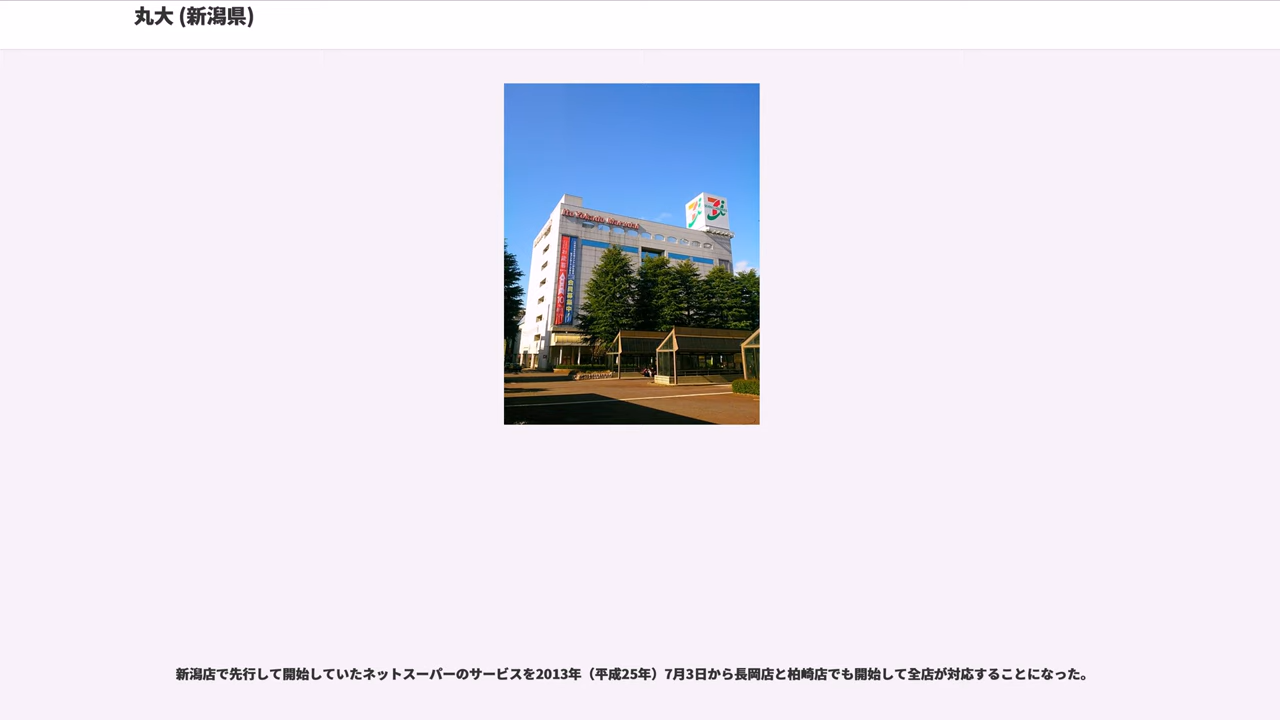 丸大 (新潟県)
新潟店で先行して開始していたネットスーパーのサービスを2013年（平成25年）7月3日から長岡店と柏崎店でも開始して全店が対応することになった。